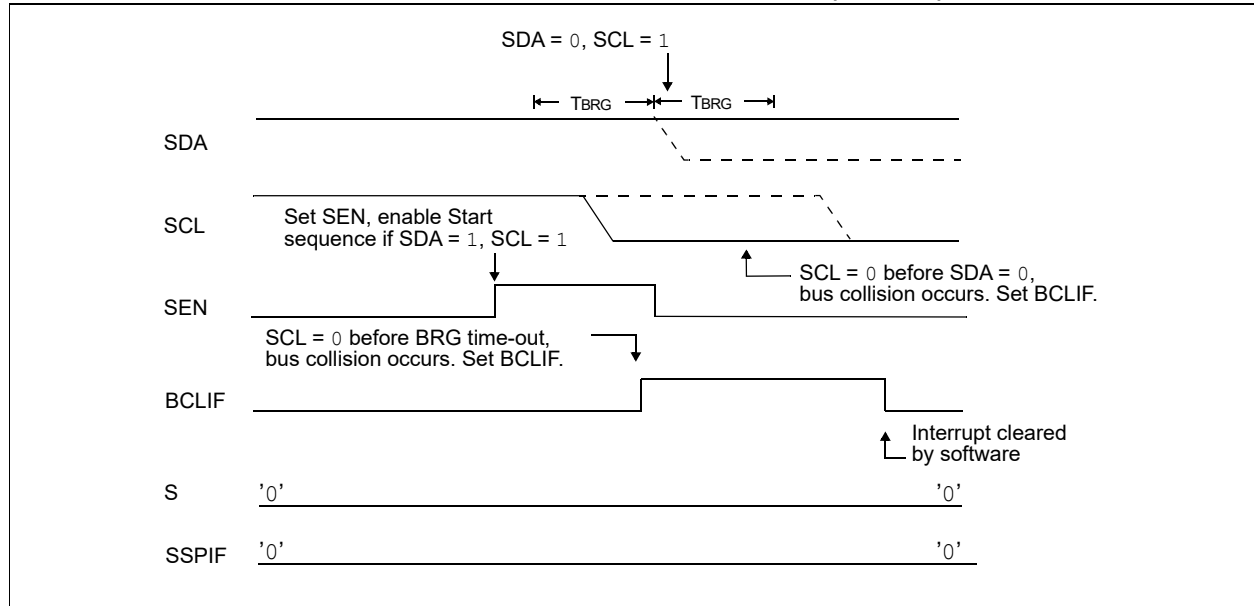 SDA = 0, SCL = 1
TBRG TBRG
SDA
SCL
Set SEN, enable Start
sequence if SDA = 1, SCL = 1
SCL = 0 before SDA = 0,
bus collision occurs. Set BCLIF.
SEN
SCL = 0 before BRG time-out,
bus collision occurs. Set BCLIF.
BCLIF
Interrupt cleared
by software
S '0' '0'
SSPIF '0' '0'